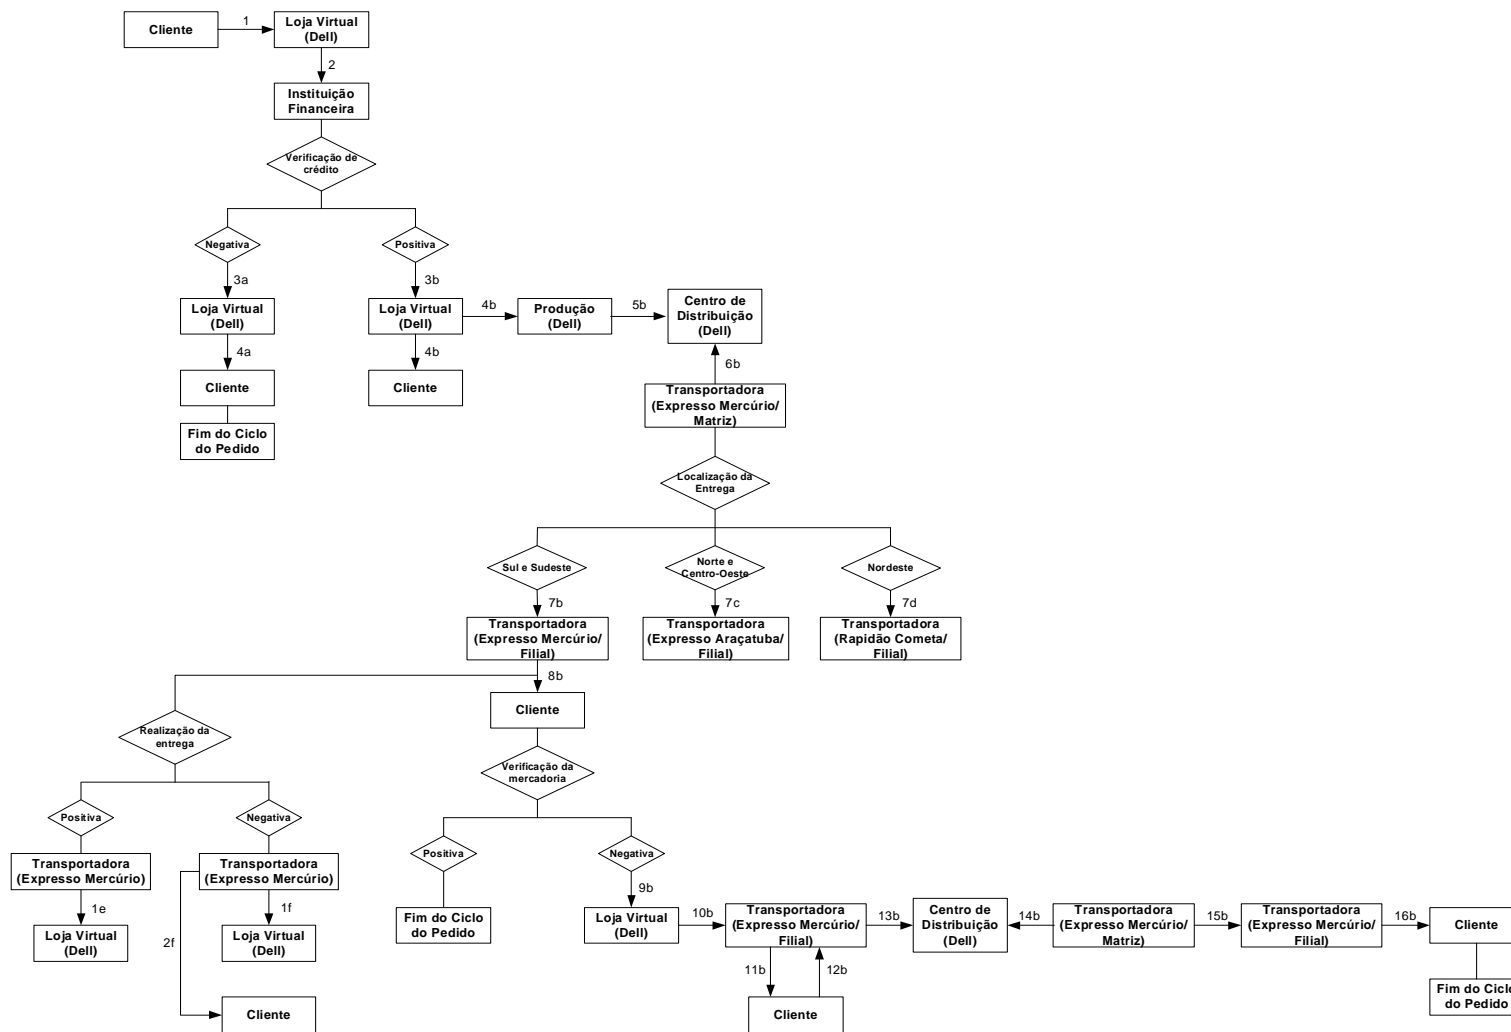 Cliente
1
Loja Virtual
(Dell)
2
Instituição
Financeira
Verificação de
crédito
Negativa
Positiva
3a
3b
Loja Virtual
(Dell)
Loja Virtual
(Dell)
4b
Produção
(Dell)
5b
Centro de
Distribuição
(Dell)
4a
4b
6b
Cliente
Cliente
Transportadora
(Expresso Mercúrio/
Matriz)
Fim do Ciclo
do Pedido
Localização da
Entrega
Sul e Sudeste
Norte e
Centro-Oeste
Nordeste
7b
7c
7d
Transportadora
(Expresso Mercúrio/
Filial)
Transportadora
(Expresso Araçatuba/
Filial)
Transportadora
(Rapidão Cometa/
Filial)
8b
Cliente
Realização da
entrega
Verificação da
mercadoria
Positiva
Negativa
Positiva
Negativa
Transportadora
(Expresso Mercúrio)
Transportadora
(Expresso Mercúrio)
9b
1e
1f
2f
Loja Virtual
(Dell)
Loja Virtual
(Dell)
Fim do Ciclo
do Pedido
Loja Virtual
(Dell)
10b
Transportadora
(Expresso Mercúrio/
Filial)
13b
Centro de
Distribuição
(Dell)
14b
Transportadora
(Expresso Mercúrio/
Matriz)
15b
Transportadora
(Expresso Mercúrio/
Filial)
16b
Cliente
11b
12b
Cliente
Cliente
Fim do Ciclo
do Pedido